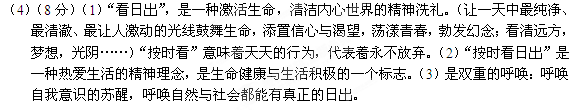 （4）（8分）（1）“看日出”，是一种激活生命，清洁内心世界的精神洗礼。（让一天中最纯净、
最清澈、最让人激动的光线鼓舞生命，添置信心与渴望，荡漾青春，勃发幻念；看清远方，
梦想，光阴……）“按时看”意味着天天的行为，代表着永不放弃。（2）“按时看日出”是
一种热爱生活的精神理念，是生命健康与生活积极的一个标志。（3）是双重的呼唤：呼唤
自我意识的苏醒，呼唤自然与社会都能有真正的日出。